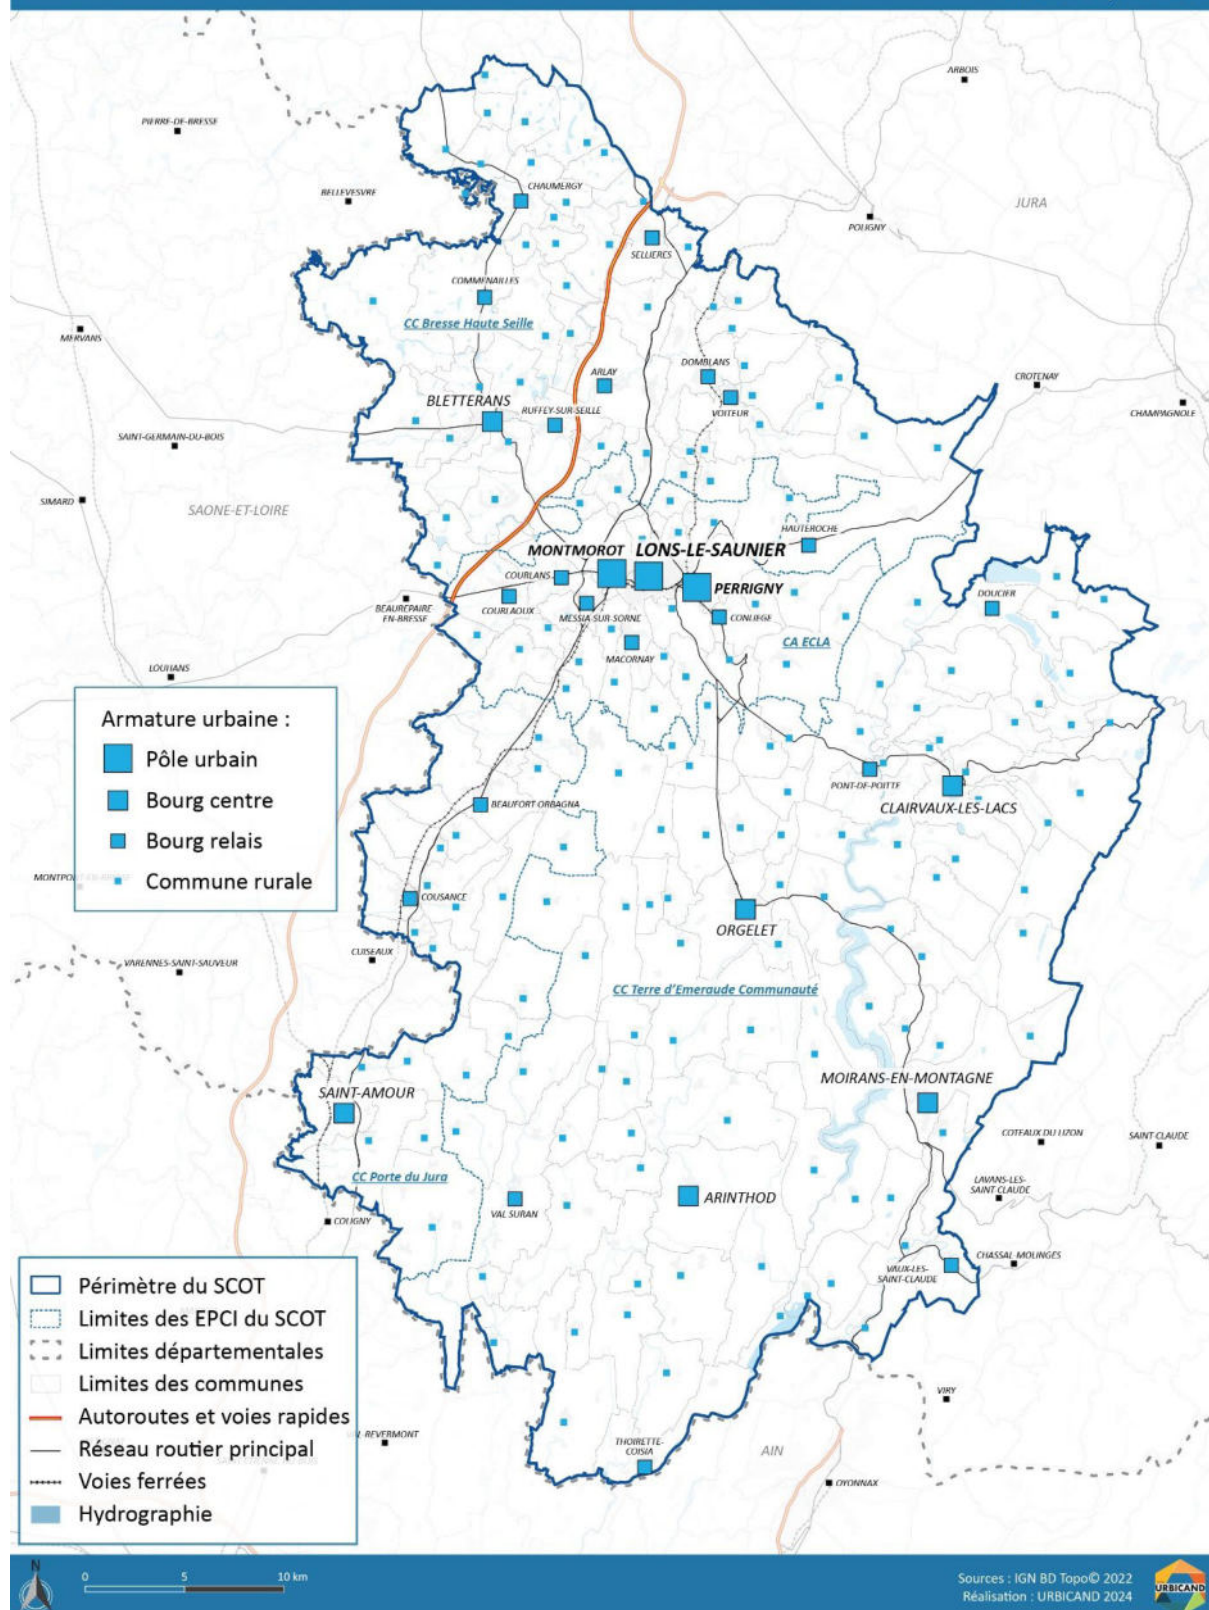 ARBOIS
PIERRE-DE-BRESSE
BELLEVESVRE
CHAUMERGY
JURA
POLIGNY
SELLIERES
COMMENAILLES
CC Bresse Haute Seille
MERVANS
DOMBLANS
ARLAY
CROTENAY
BLETTERANS
RUFFEY-SUR-SEILLE
VOITEUR
CHAMPAGNOLE
SAINT-GERMAIN-DU-BOIS
SIMARD
SAONE-ET-LOIRE
HAUTEROCHE
MONTMOROT
LONS-LE-SAUNIER
COURLANS
PERRIGNY
DOUCIER
BEAUREPAIRE
EN-BRESSE
COURLAOUX
MESSIA-SUR-SORNE
CONLIEGE
CA ECLA
MACORNAY
LOUHANS
Armature urbaine :
Pôle urbain
Bourg centre
Bourg relais
Commune rurale
PONT-DE-POITTE
CLAIRVAUX-LES-LACS
BEAUFORT ORBAGNA
COUSANCE
ORGELET
CUISEAUX
VARENNES-SAINT-SAUVEUR
CC Terre d'Emeraude Communauté
MOIRANS-EN-MONTAGNE
SAINT-AMOUR
COTEAUX DU LIZON
SAINT-CLAUDE
CC Porte du Jura
LAVANS-LES-
SAINT-CLAUDE
VAL SURAN
ARINTHOD
COLIGNY
CHASSAL-MOLINGES
VAUX-LES-
SAINT-CLAUDE
Périmètre du SCOT
Limites des EPCI du SCOT
Limites départementales
Limites des communes
Autoroutes et voies rapides
Réseau routier principal
Voies ferrées
Hydrographie
VIRY
REVERMONT
THOIRETTE-
COISIA
AIN
OYONNAX
N
0 5 10 km
Sources : IGN BD Topo© 2022
Réalisation : URBICAND 2024
URBICAND